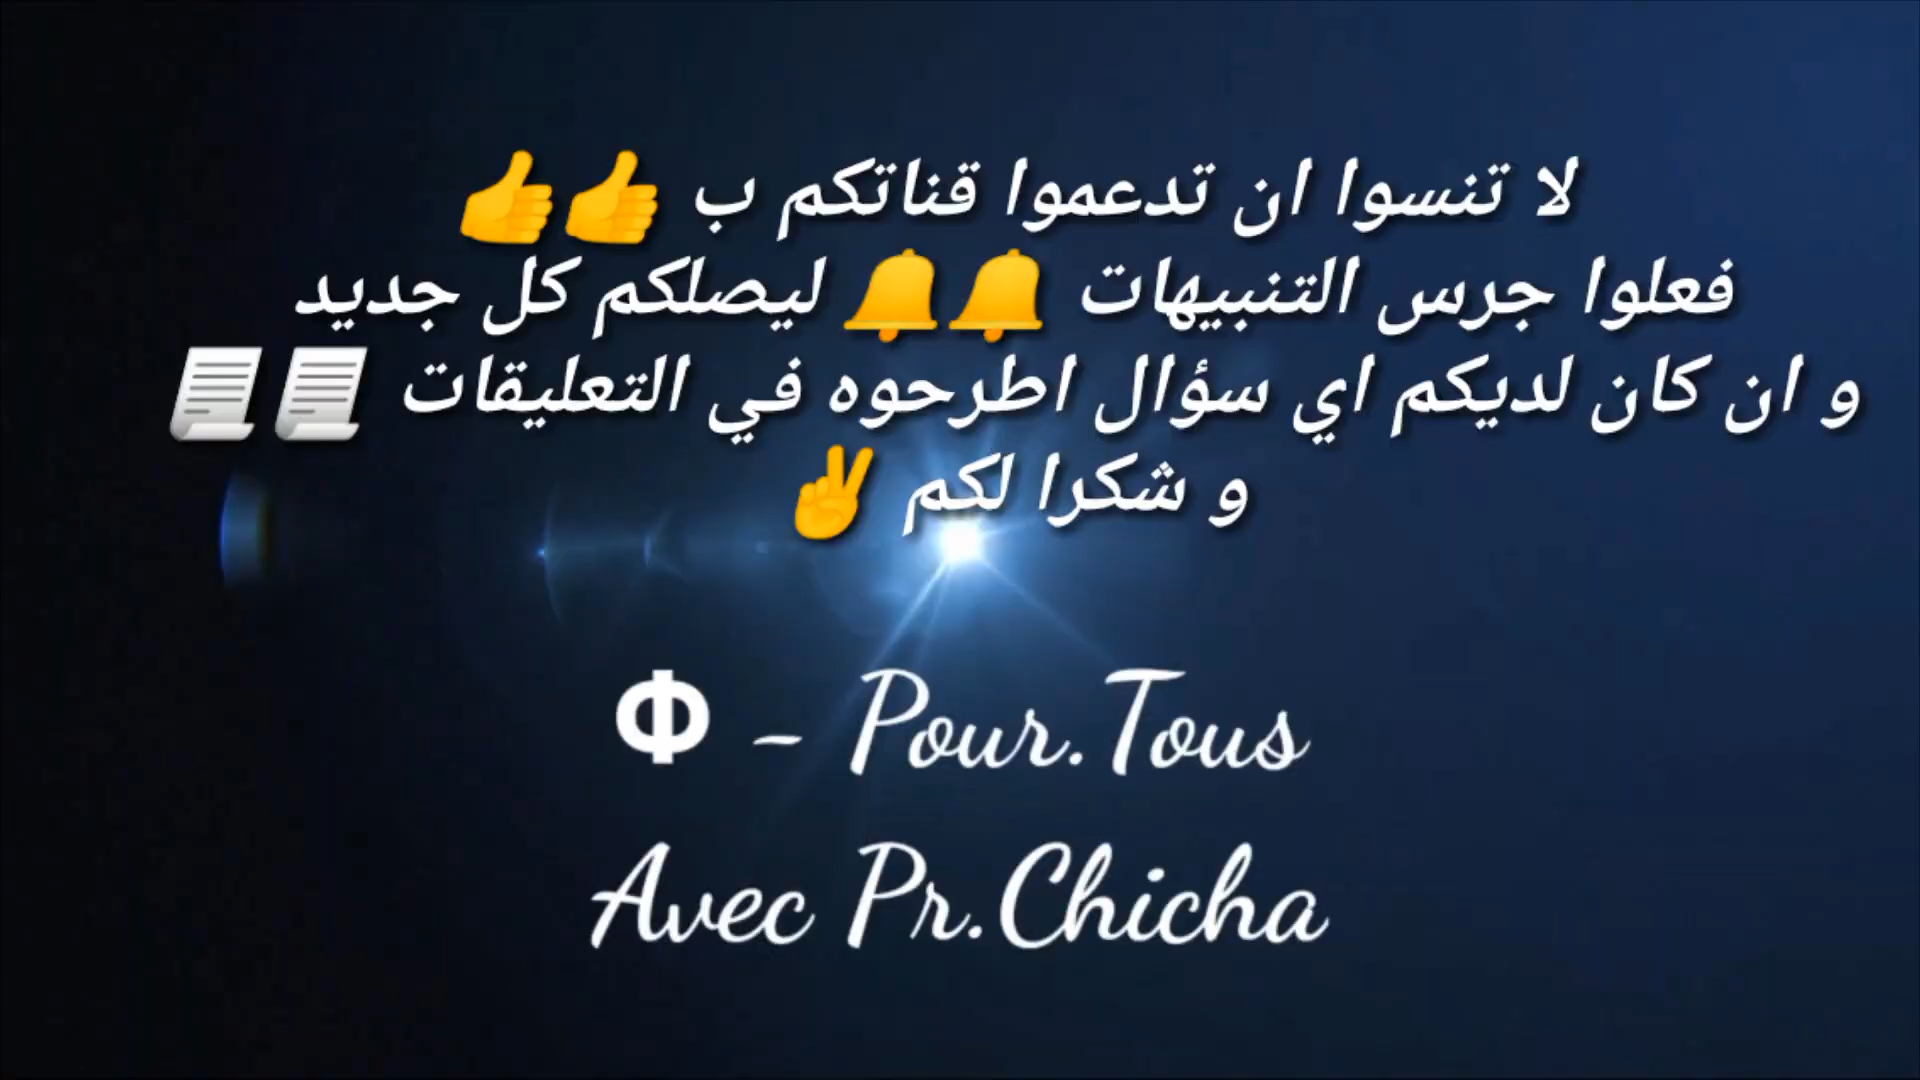 لا تنسوا ان تدعموا قناتكم ب 👍👍
فعلوا جرس التنبيهات 🔔🔔 ليصلكم كل جديد
و ان كان لديكم اي سؤال اطرحوه في التعليقات 📃📃
و شكرا لكم ✌
Φ - Pour.Tous
Avec Pr.Chicha